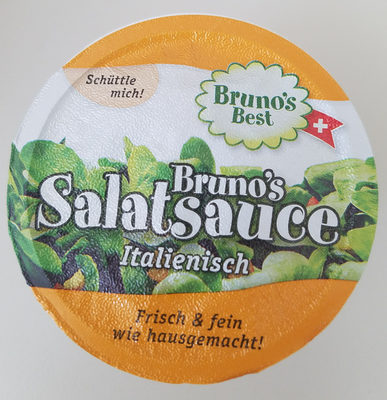 Schüttle
mich!
Bruno's
Best
Bruno's
Salatsauce
Italienisch
Frisch & fein
wie hausgemacht!